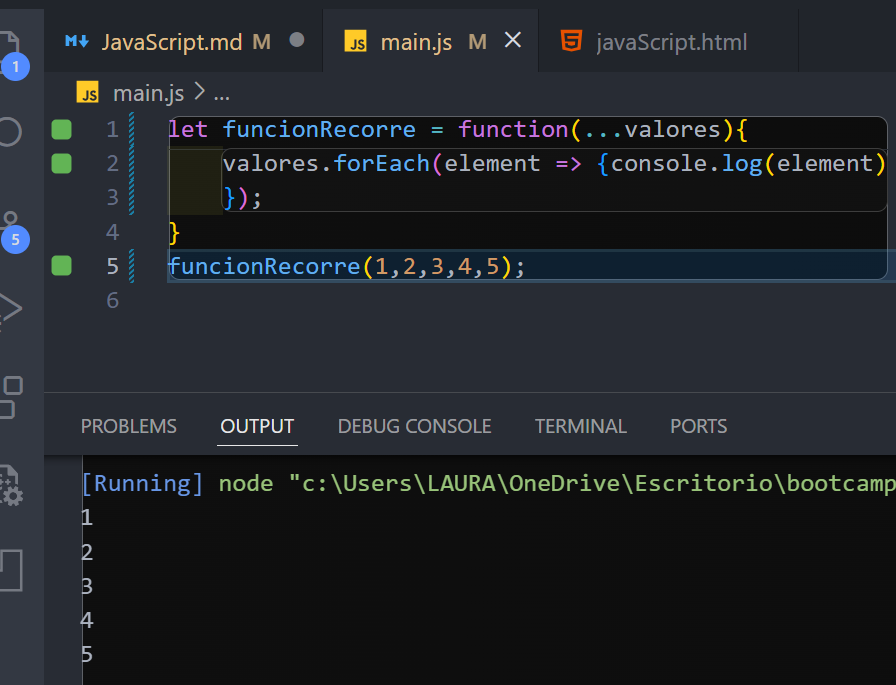 JavaScript.md M JS main.js M javaScript.html
JS main.js > ...
1
1 let funcionRecorre = function(...valores){
2 valores.forEach(element => {console.log(element)
3 });
4 }
5 funcionRecorre(1,2,3,4,5);
6
5
PROBLEMS OUTPUT DEBUG CONSOLE TERMINAL PORTS
[Running] node "c:\Users\LAURA\OneDrive\Escritorio\bootcamp
1
2
3
4
5